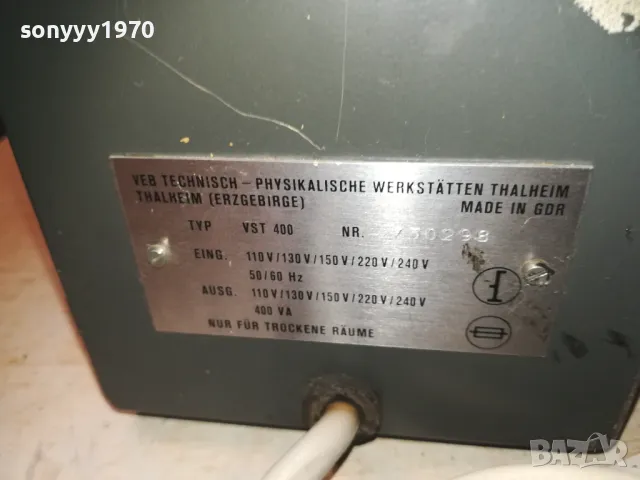 sonyyy1970
VEB TECHNISCH - PHYSIKALISCHE WERKSTÄTTEN THALHEIM
THALHEIM (ERZGEBIRGE) MADE IN GDR
TYP VST 400 NR. 730298
EING. 110 V / 130 V / 150 V / 220 V / 240 V
50 / 60 Hz
AUSG. 110 V / 130 V / 150 V / 220 V / 240 V
400 VA
NUR FÜR TROCKENE RÄUME
BAZAR